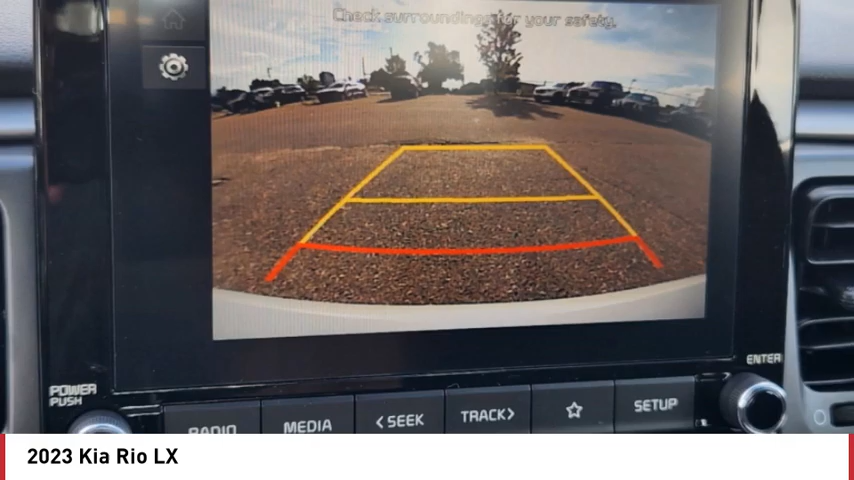 Check surroundings for your safety.
POWER
PUSH
ENTER
RADIO
MEDIA
<SEEK
TRACK>
SETUP
2023 Kia Rio LX